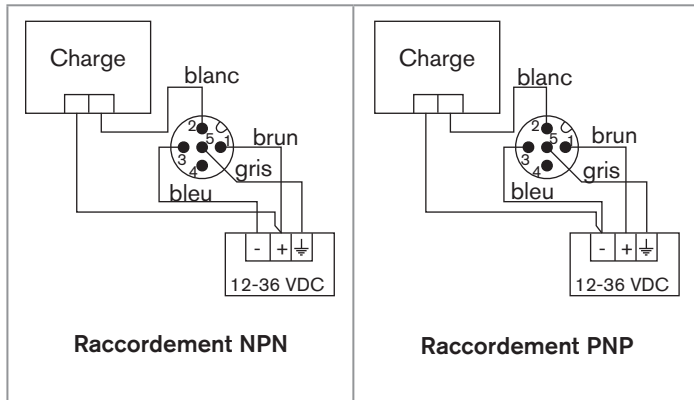 Charge
blanc
2
5
1
brun
3
4
gris
bleu
- +
12-36 VDC
Raccordement NPN
Charge
blanc
2
5
1
brun
3
4
gris
bleu
- +
12-36 VDC
Raccordement PNP